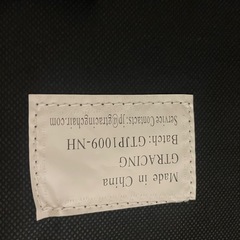 Made in China
GTRACING
Batch: GTJP1009-NH
Service Contacts: jp@gtracingchair.com